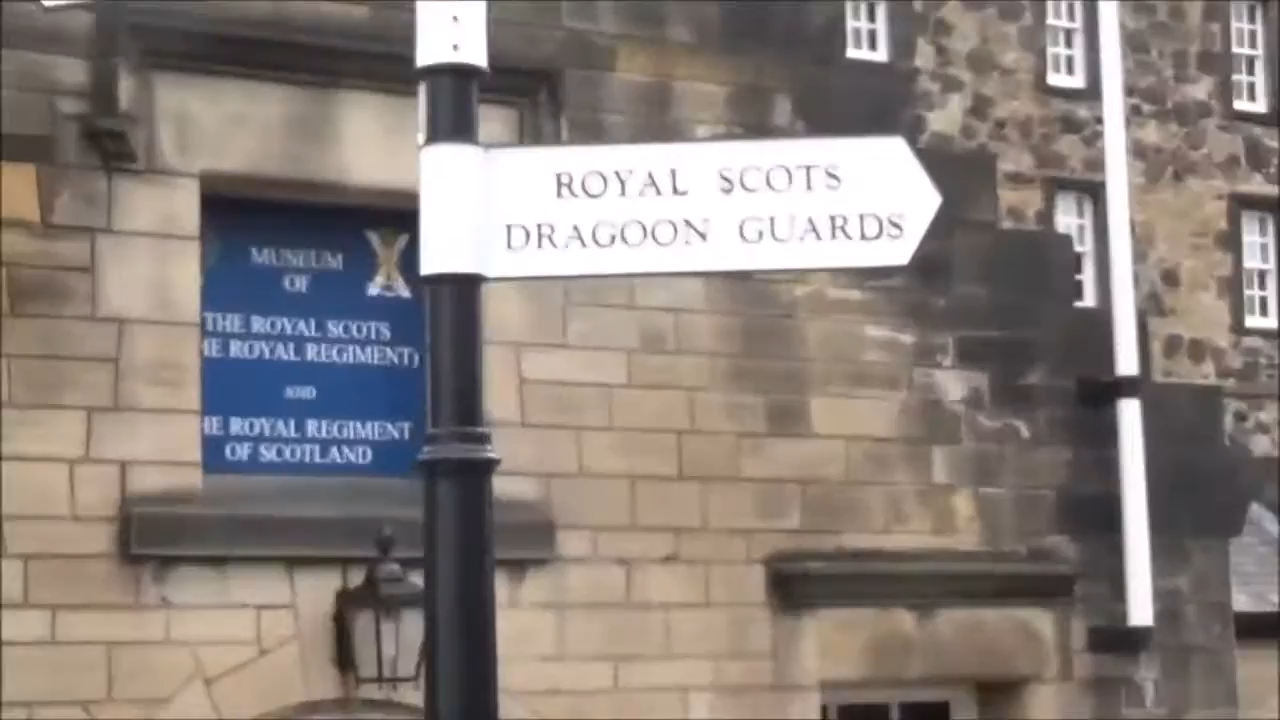 ROYAL SCOTS
DRAGOON GUARDS
MUSEUM
OF
THE ROYAL SCOTS
HE ROYAL REGIMENT)
AND
HE ROYAL REGIMENT
OF SCOTLAND